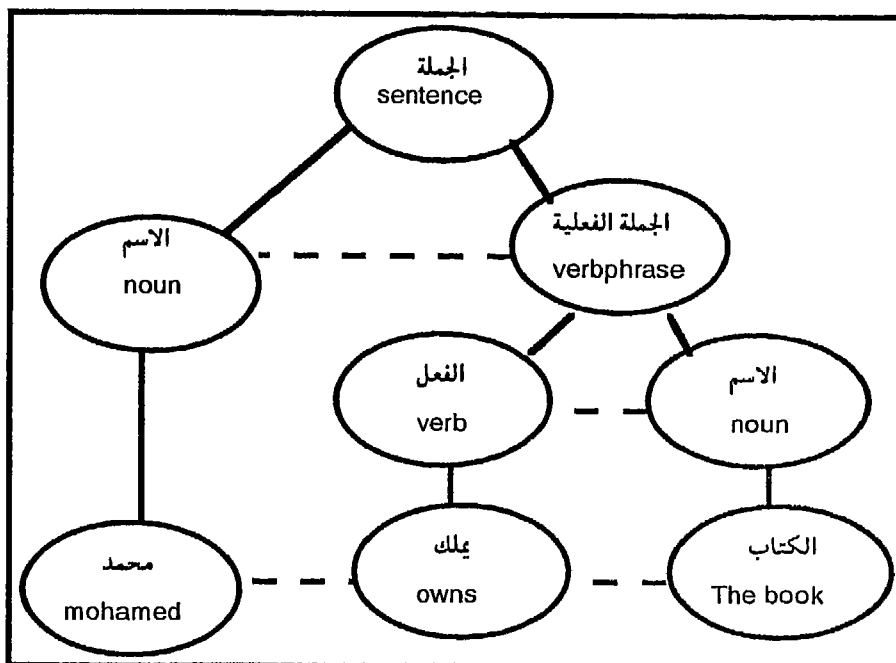 الجملة
sentence
الاسم
noun
الجملة الفعلية
verbphrase
الفعل
verb
الاسم
noun
محمد
mohamed
يملك
owns
الكتاب
The book